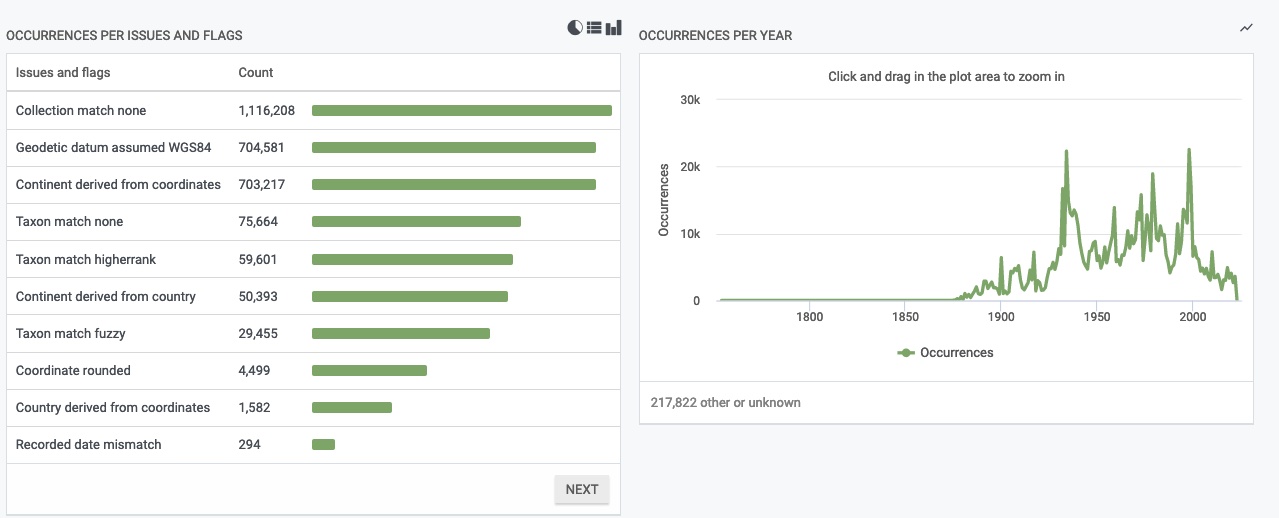 OCCURRENCES PER ISSUES AND FLAGS
Issues and flags Count
Collection match none 1,116,208
Geodetic datum assumed WGS84 704,581
Continent derived from coordinates 703,217
Taxon match none 75,664
Taxon match higherrank 59,601
Continent derived from country 50,393
Taxon match fuzzy 29,455
Coordinate rounded 4,499
Country derived from coordinates 1,582
Recorded date mismatch 294
NEXT
OCCURRENCES PER YEAR
Click and drag in the plot area to zoom in
Occurrences
30k
20k
10k
0
1800 1850 1900 1950 2000
Occurrences
217,822 other or unknown